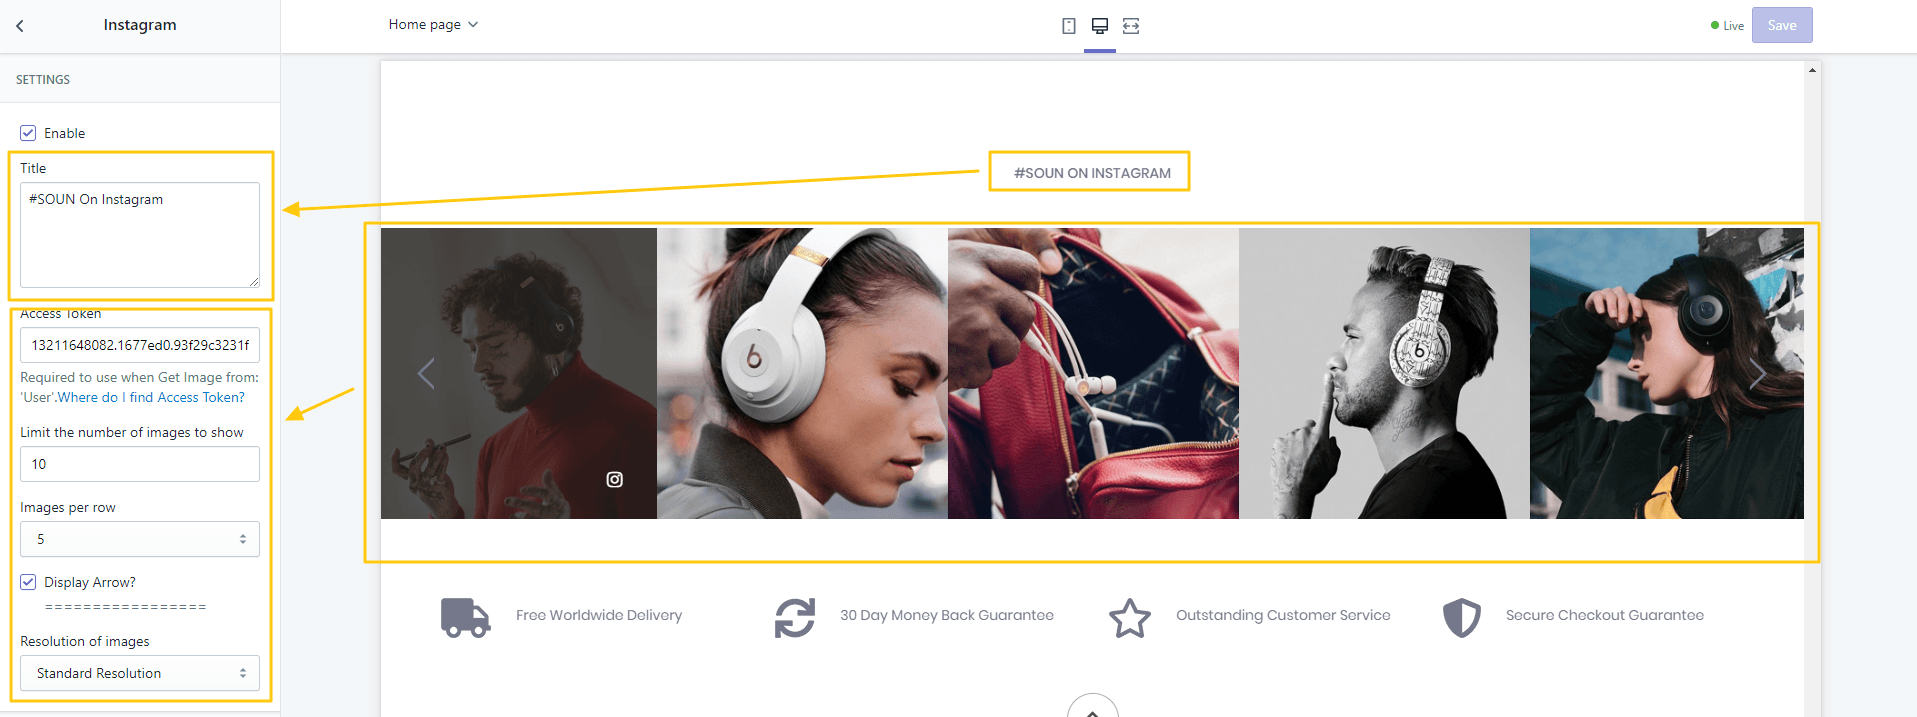 Instagram
Home page
Live
Save
SETTINGS
Enable
Title
#SOUN On Instagram
#SOUN ON INSTAGRAM
Access Token
13211648082.1677ed0.93f29c3231f
Required to use when Get Image from:
'User'.Where do I find Access Token?
Limit the number of images to show
10
Images per row
5
Display Arrow?
=================
Resolution of images
Standard Resolution
Free Worldwide Delivery
30 Day Money Back Guarantee
Outstanding Customer Service
Secure Checkout Guarantee